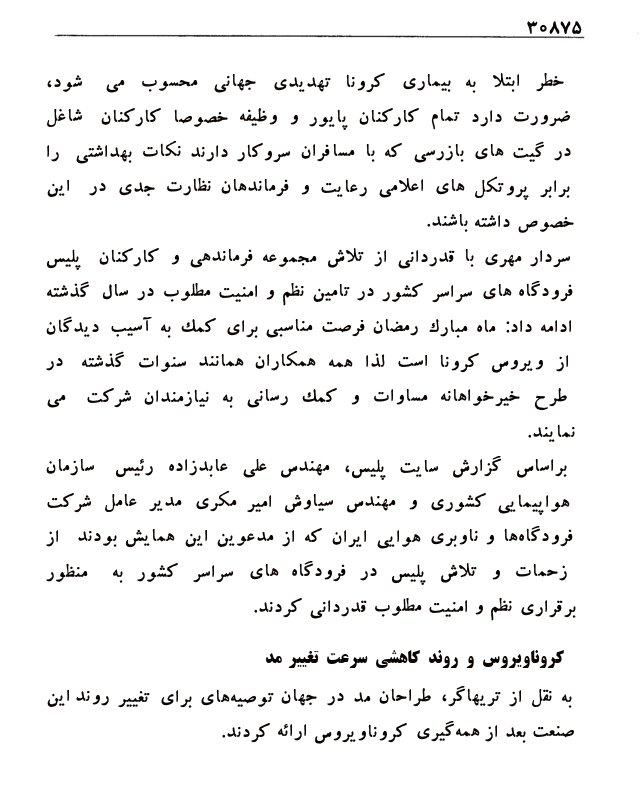 ۳۰۸۷۵
خطر ابتلا به بیماری کرونا تهدیدی جهانی محسوب می شود،
ضرورت دارد تمام کارکنان پایور و وظیفه خصوصا کارکنان شاغل
در گیت های بازرسی که با مسافران سروکار دارند نکات بهداشتی را
برابر پروتکل های اعلامی رعایت و فرماندهان نظارت جدی در این
خصوص داشته باشند.
سردار مهری با قدردانی از تلاش مجموعه فرماندهی و کارکنان پلیس
فرودگاه های سراسر کشور در تامین نظم و امنیت مطلوب در سال گذشته
ادامه داد: ماه مبارك رمضان فرصت مناسبی برای كمك به آسیب دیدگان
از ویروس کرونا است لذا همه همکاران همانند سنوات گذشته در
طرح خیرخواهانه مساوات و كمك رسانی به نیازمندان شرکت می
نمایند.
براساس گزارش سایت پلیس، مهندس علی عابدزاده رئیس سازمان
هواپیمایی کشوری و مهندس سیاوش امیر مکری مدیر عامل شرکت
فرودگاه‌ها و ناوبری هوایی ایران که از مدعوین این همایش بودند از
زحمات و تلاش پلیس در فرودگاه های سراسر کشور به منظور
برقراری نظم و امنیت مطلوب قدردانی کردند.
کروناویروس و روند کاهشی سرعت تغییر مد
به نقل از تریهاگر، طراحان مد در جهان توصیه‌های برای تغییر روند این
صنعت بعد از همه‌گیری کروناویروس ارائه کردند.